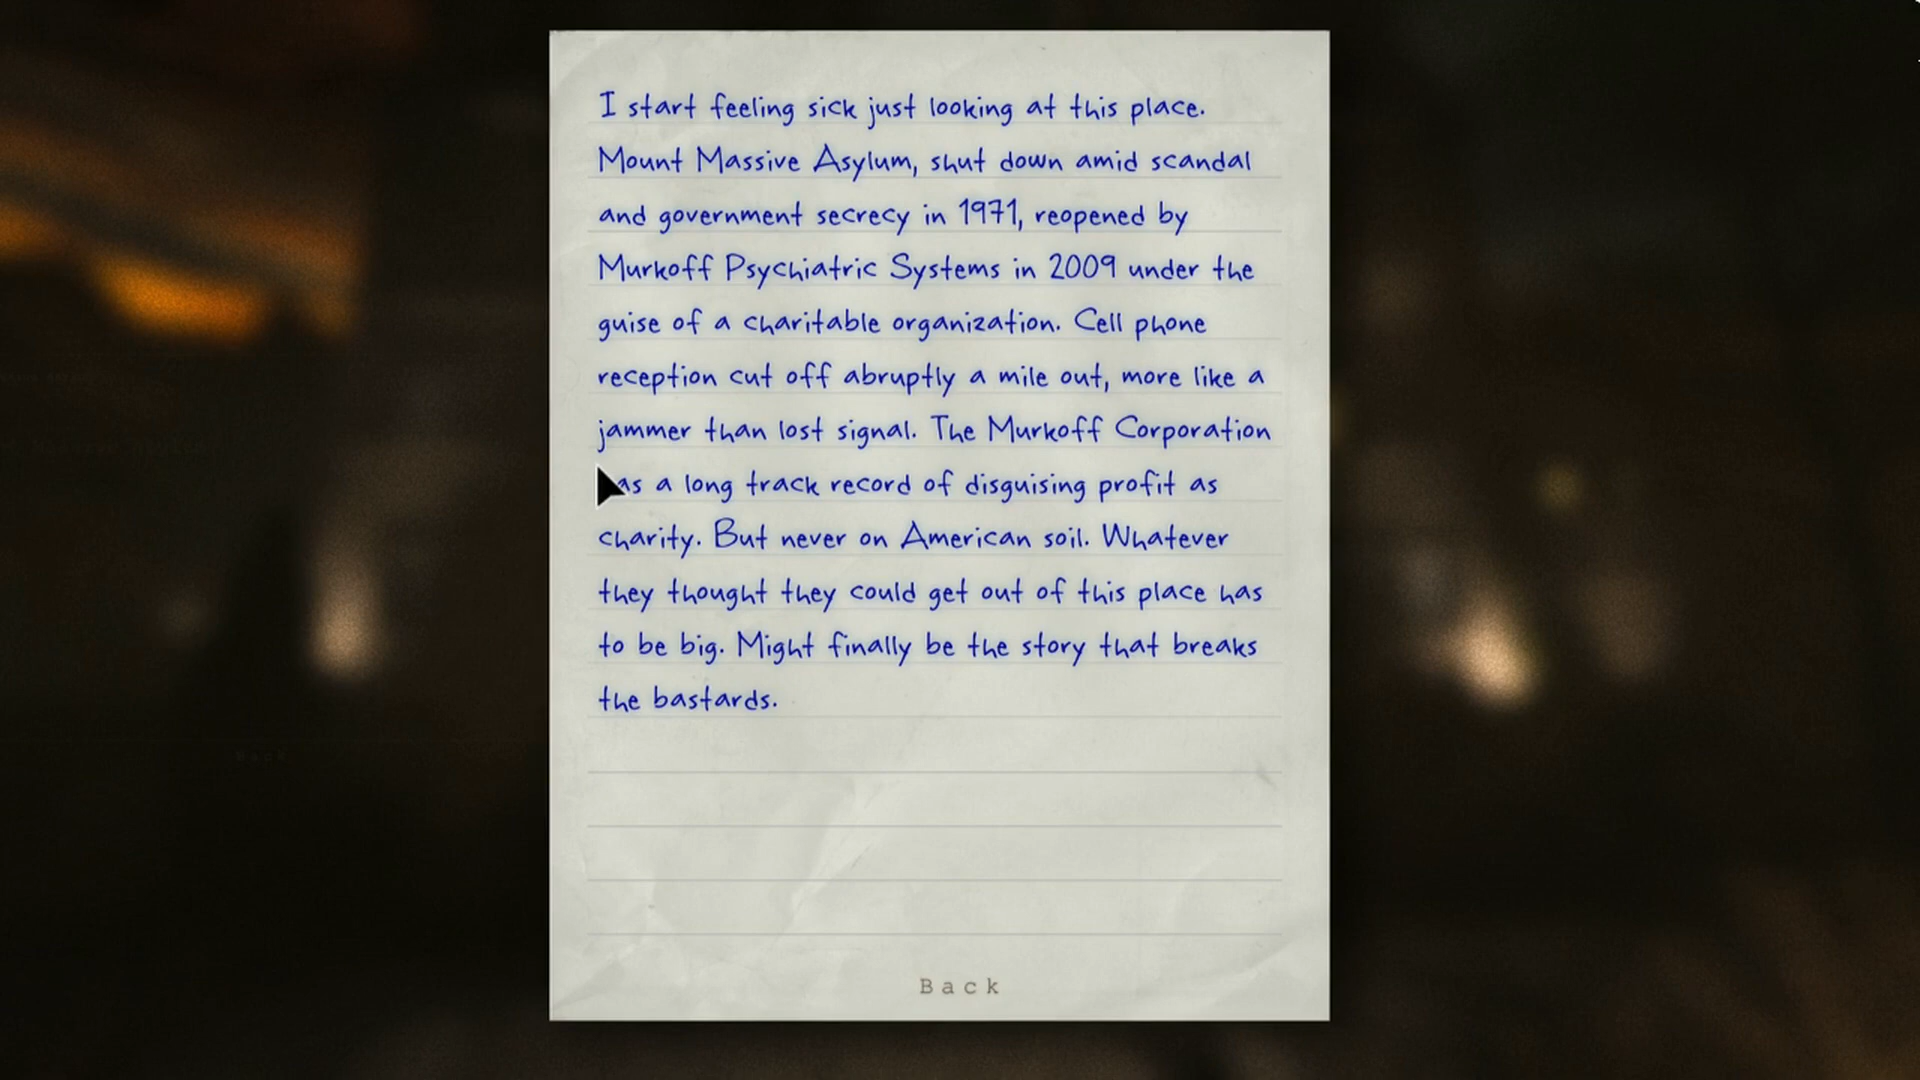 I start feeling sick just looking at this place.
Mount Massive Asylum, shut down amid scandal
and government secrecy in 1971, reopened by
Murkoff Psychiatric Systems in 2009 under the
guise of a charitable organization. Cell phone
reception cut off abruptly a mile out, more like a
jammer than lost signal. The Murkoff Corporation
as a long track record of disguising profit as
charity. But never on American soil. Whatever
they thought they could get out of this place has
to be big. Might finally be the story that breaks
the bastards.
Back